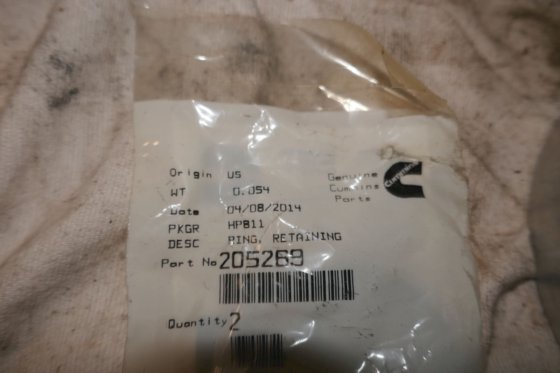 Origin US
Genuine
WT 0.054
Cummins
Date 04/08/2014
Parts
Cummins
PKGR HP811
DESC RING, RETAINING
Part No 205269
Quantity 2